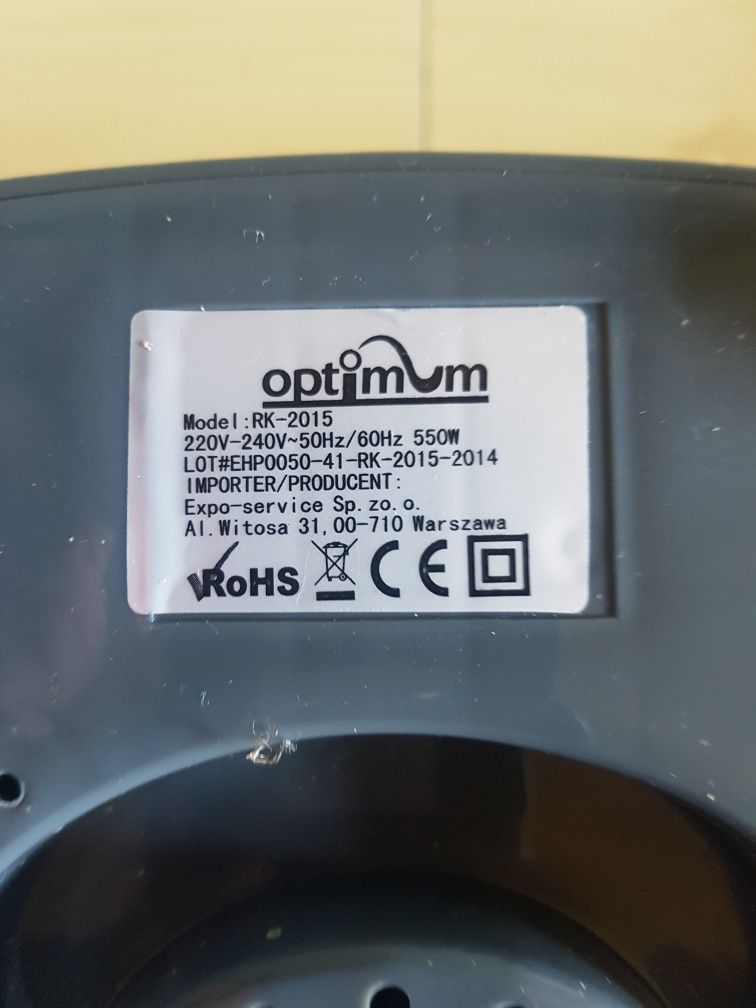 optimum
Model:RK-2015
220V-240V~50Hz/60Hz 550W
LOT#EHP0050-41-RK-2015-2014
IMPORTER/PRODUCENT:
Expo-service Sp.zo.o.
Al.Witosa 31,00-710 Warszawa
RoHS CE